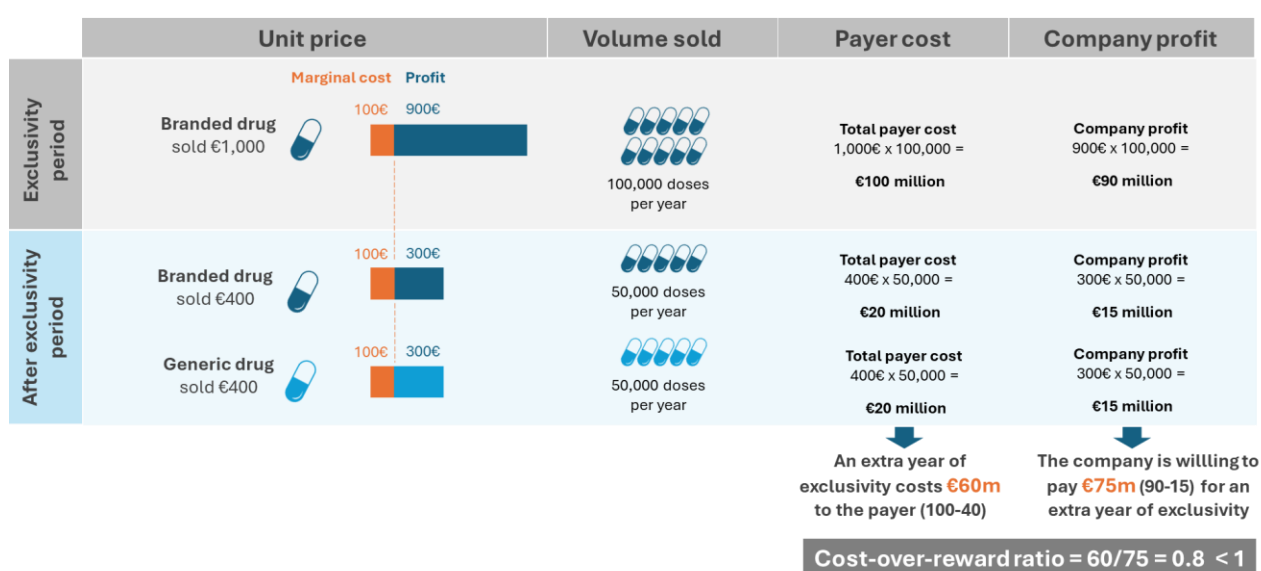 Unit price
Volume sold
Payer cost
Company profit
Exclusivity
period
Marginal cost Profit
100€ 900€
Branded drug
sold €1,000
100,000 doses
per year
Total payer cost
1,000€ x 100,000 =
€100 million
Company profit
900€ x 100,000 =
€90 million
After exclusivity
period
100€ 300€
Branded drug
sold €400
50,000 doses
per year
Total payer cost
400€ x 50,000 =
€20 million
Company profit
300€ x 50,000 =
€15 million
100€ 300€
Generic drug
sold €400
50,000 doses
per year
Total payer cost
400€ x 50,000 =
€20 million
Company profit
300€ x 50,000 =
€15 million
An extra year of
exclusivity costs €60m
to the payer (100-40)
The company is willling to
pay €75m (90-15) for an
extra year of exclusivity
Cost-over-reward ratio = 60/75 = 0.8 < 1